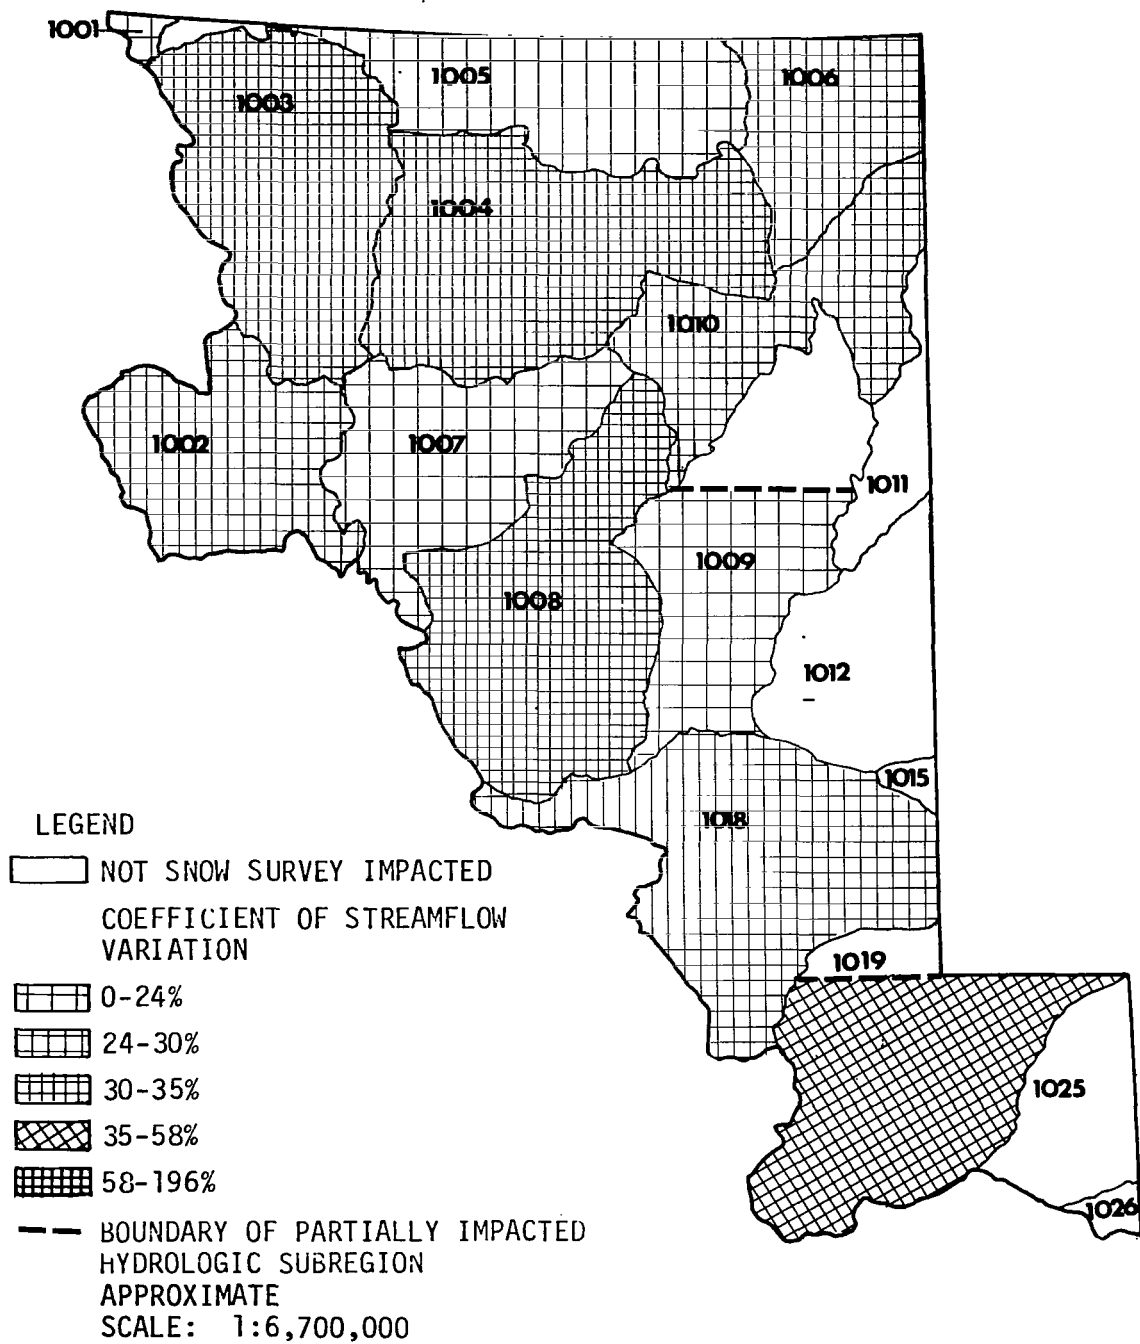 1001
1005
1006
1003
1004
1010
1002
1007
1011
1009
1008
1012
1015
1018
1019
1025
1026
LEGEND
NOT SNOW SURVEY IMPACTED
COEFFICIENT OF STREAMFLOW
VARIATION
0-24%
24-30%
30-35%
35-58%
58-196%
BOUNDARY OF PARTIALLY IMPACTED
HYDROLOGIC SUBREGION
APPROXIMATE
SCALE: 1:6,700,000